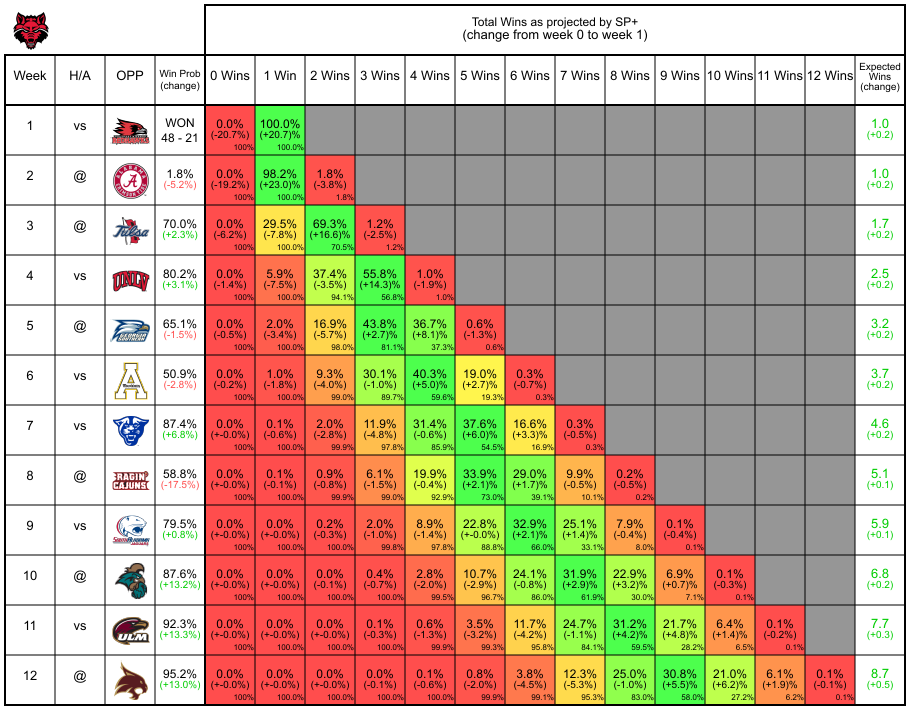 Total Wins as projected by SP+
(change from week 0 to week 1)
Week H/A OPP Win Prob (change) 0 Wins 1 Win 2 Wins 3 Wins 4 Wins 5 Wins 6 Wins 7 Wins 8 Wins 9 Wins 10 Wins 11 Wins 12 Wins Expected Wins (change)
1 vs WON 0.0% 100.0% 1.0
48 - 21 (-20.7%) (+20.7)% (+0.2)
100% 100.0%
2 @ ALABAMA A 1.8% 0.0% 98.2% 1.8% 1.0
(-5.2%) (-19.2%) (+23.0)% (-3.8%) (+0.2)
100% 100.0% 1.8%
3 @ Tulsa 70.0% 0.0% 29.5% 69.3% 1.2% 1.7
(+2.3%) (-6.2%) (-7.8%) (+16.6)% (-2.5%) (+0.2)
100% 100.0% 70.5% 1.2%
4 vs UNLV 80.2% 0.0% 5.9% 37.4% 55.8% 1.0% 2.5
(+3.1%) (-1.4%) (-7.5%) (-3.5%) (+14.3)% (-1.9%) (+0.2)
100% 100.0% 94.1% 56.8% 1.0%
5 @ GEORGIA SOUTHERN 65.1% 0.0% 2.0% 16.9% 43.8% 36.7% 0.6% 3.2
(-1.5%) (-0.5%) (-3.4%) (-5.7%) (+2.7)% (+8.1)% (-1.3%) (+0.2)
100% 100.0% 98.0% 81.1% 37.3% 0.6%
6 vs A 50.9% 0.0% 1.0% 9.3% 30.1% 40.3% 19.0% 0.3% 3.7
(-2.8%) (-0.2%) (-1.8%) (-4.0%) (-1.0%) (+5.0)% (+2.7)% (-0.7%) (+0.2)
100% 100.0% 99.0% 89.7% 59.6% 19.3% 0.3%
7 vs 87.4% 0.0% 0.1% 2.0% 11.9% 31.4% 37.6% 16.6% 0.3% 4.6
(+6.8%) (+-0.0%) (-0.6%) (-2.8%) (-4.8%) (-0.6%) (+6.0)% (+3.3)% (-0.5%) (+0.2)
100% 100.0% 99.9% 97.8% 85.9% 54.5% 16.9% 0.3%
8 @ RAGIN' CAJUNS 58.8% 0.0% 0.1% 0.9% 6.1% 19.9% 33.9% 29.0% 9.9% 0.2% 5.1
(-17.5%) (+-0.0%) (-0.1%) (-0.8%) (-1.5%) (-0.4%) (+2.1)% (+1.7)% (-0.5%) (-0.5%) (+0.1)
100% 100.0% 99.9% 99.0% 92.9% 73.0% 39.1% 10.1% 0.2%
9 vs SOUTH ALABAMA 79.5% 0.0% 0.0% 0.2% 2.0% 8.9% 22.8% 32.9% 25.1% 7.9% 0.1% 5.9
(+0.8%) (+-0.0%) (+-0.0%) (-0.3%) (-1.0%) (-1.4%) (+-0.0%) (+2.1)% (+1.4)% (-0.4%) (-0.4%) (+0.1)
100% 100.0% 100.0% 99.8% 97.8% 88.8% 66.0% 33.1% 8.0% 0.1%
10 @ 87.6% 0.0% 0.0% 0.0% 0.4% 2.8% 10.7% 24.1% 31.9% 22.9% 6.9% 0.1% 6.8
(+13.2%) (+-0.0%) (+-0.0%) (-0.1%) (-0.7%) (-2.0%) (-2.9%) (-0.8%) (+2.9)% (+3.2)% (+0.7)% (-0.3%) (+0.2)
100% 100.0% 100.0% 100.0% 99.5% 96.7% 86.0% 61.9% 30.0% 7.1% 0.1%
11 vs ULM 92.3% 0.0% 0.0% 0.0% 0.1% 0.6% 3.5% 11.7% 24.7% 31.2% 21.7% 6.4% 0.1% 7.7
(+13.3%) (+-0.0%) (+-0.0%) (+-0.0%) (-0.3%) (-1.3%) (-3.2%) (-4.2%) (-1.1%) (+4.2)% (+4.8)% (+1.4)% (-0.2%) (+0.3)
100% 100.0% 100.0% 100.0% 99.9% 99.3% 95.8% 84.1% 59.5% 28.2% 6.5% 0.1%
12 @ 95.2% 0.0% 0.0% 0.0% 0.0% 0.1% 0.8% 3.8% 12.3% 25.0% 30.8% 21.0% 6.1% 0.1% 8.7
(+13.0%) (+-0.0%) (+-0.0%) (+-0.0%) (-0.1%) (-0.6%) (-2.0%) (-4.5%) (-5.3%) (-1.0%) (+5.5)% (+6.2)% (+1.9)% (-0.1%) (+0.5)
100% 100.0% 100.0% 100.0% 100.0% 99.9% 99.1% 95.3% 83.0% 58.0% 27.2% 6.2% 0.1%